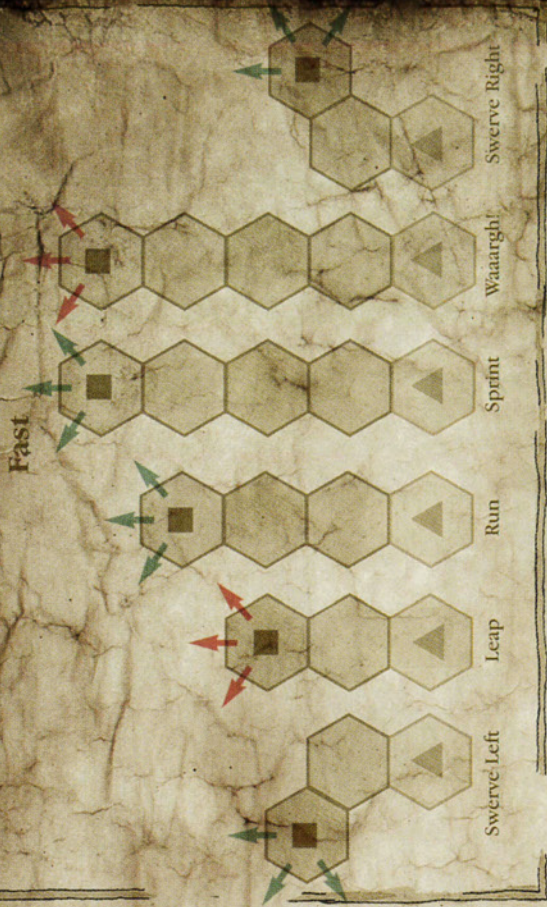 Fast
Swerve Left
Leap
Run
Sprint
Waaargh!
Swerve Right